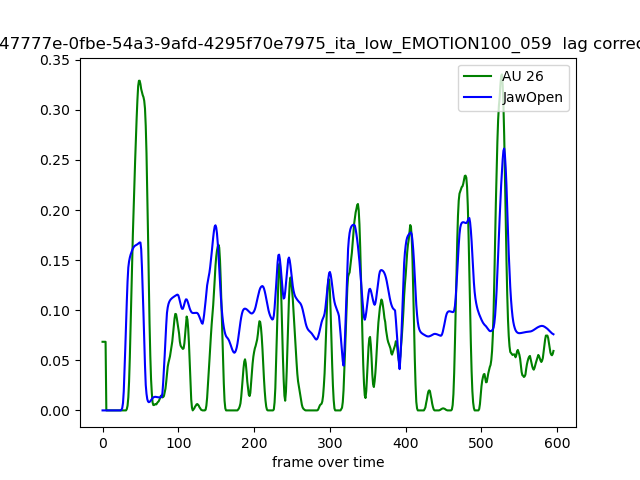 47777e-0fbe-54a3-9afd-4295f70e7975_ita_low_EMOTION100_059 lag correc
AU 26
JawOpen
0.35
0.30
0.25
0.20
0.15
0.10
0.05
0.00
0 100 200 300 400 500 600
frame over time